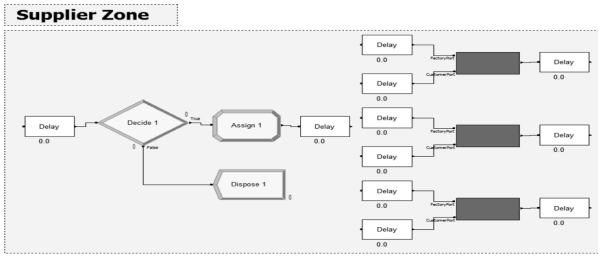 Supplier Zone
Delay
0.0
Decide 1
0
True
0
False
Assign 1
Delay
0.0
Dispose 1
0
Delay
0.0
FactoryPort
CustomerPort
Delay
0.0
Delay
0.0
Delay
0.0
FactoryPort
CustomerPort
Delay
0.0
Delay
0.0
Delay
0.0
FactoryPort
CustomerPort
Delay
0.0
Delay
0.0